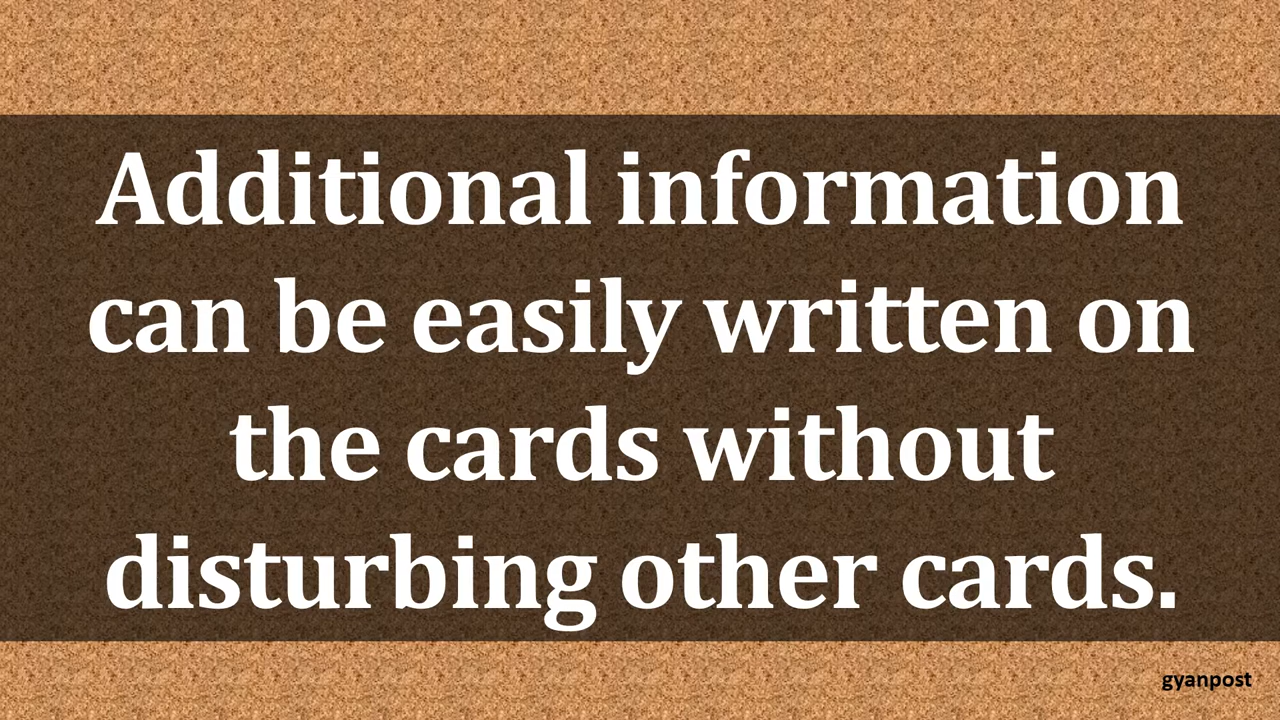 Additional information
can be easily written on
the cards without
disturbing other cards.
gyanpost